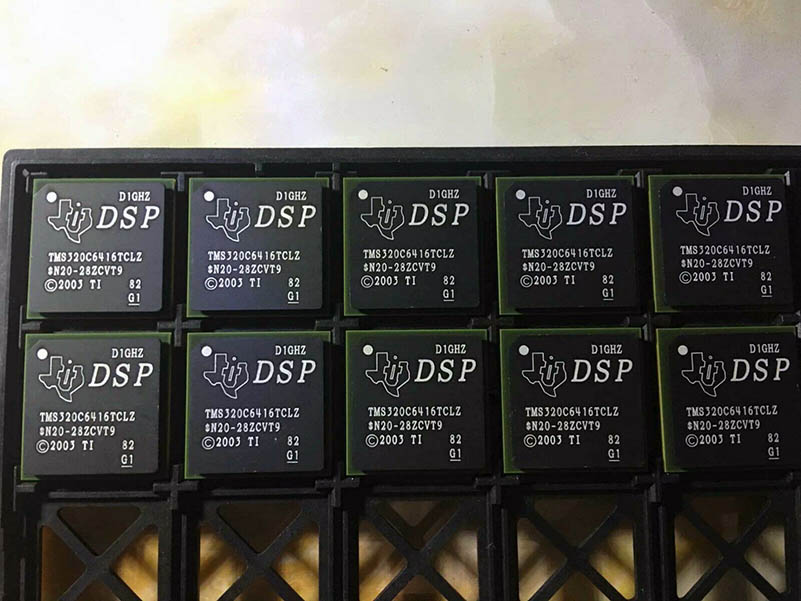 D1GHZ
DSP
TMS320C6416TCLZ
$N20-28ZCVT9
©2003 TI 82
G1
D1GHZ
DSP
TMS320C6416TCLZ
$N20-28ZCVT9
©2003 TI 82
G1
D1GHZ
DSP
TMS320C6416TCLZ
$N20-28ZCVT9
©2003 TI 82
G1
D1GHZ
DSP
TMS320C6416TCLZ
$N20-28ZCVT9
©2003 TI 82
G1
D1GHZ
DSP
TMS320C6416TCLZ
$N20-28ZCVT9
©2003 TI 82
G1
D1GHZ
DSP
TMS320C6416TCLZ
$N20-28ZCVT9
©2003 TI 82
G1
D1GHZ
DSP
TMS320C6416TCLZ
$N20-28ZCVT9
©2003 TI 82
G1
D1GHZ
DSP
TMS320C6416TCLZ
$N20-28ZCVT9
©2003 TI 82
G1
D1GHZ
DSP
TMS320C6416TCLZ
$N20-28ZCVT9
©2003 TI 82
G1
D1GHZ
DSP
TMS320C6416TCLZ
$N20-28ZCVT9
©2003 TI 82
G1